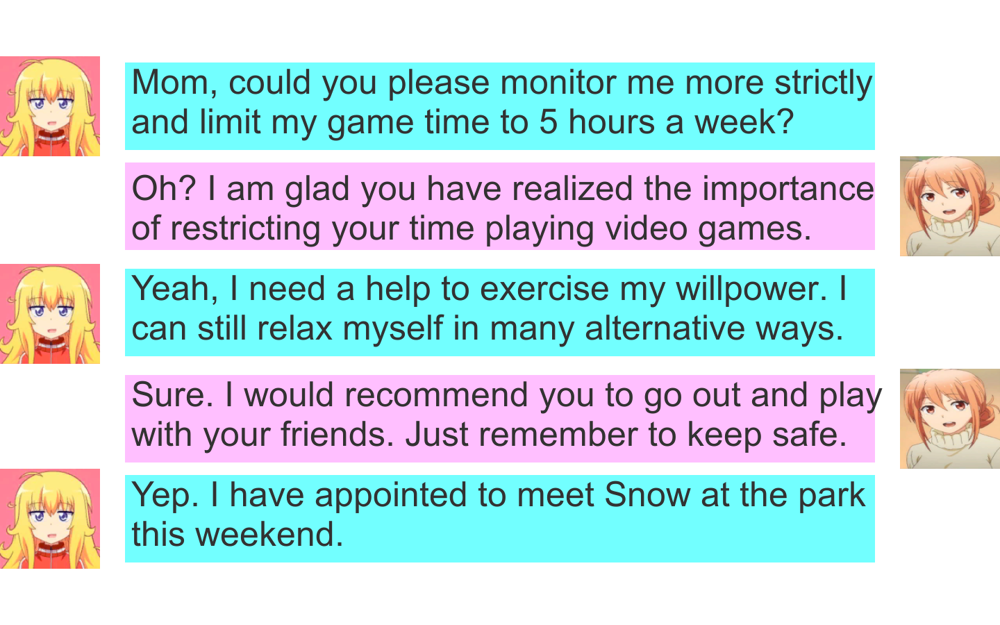 Mom, could you please monitor me more strictly
and limit my game time to 5 hours a week?
Oh? I am glad you have realized the importance
of restricting your time playing video games.
Yeah, I need a help to exercise my willpower. I
can still relax myself in many alternative ways.
Sure. I would recommend you to go out and play
with your friends. Just remember to keep safe.
Yep. I have appointed to meet Snow at the park
this weekend.